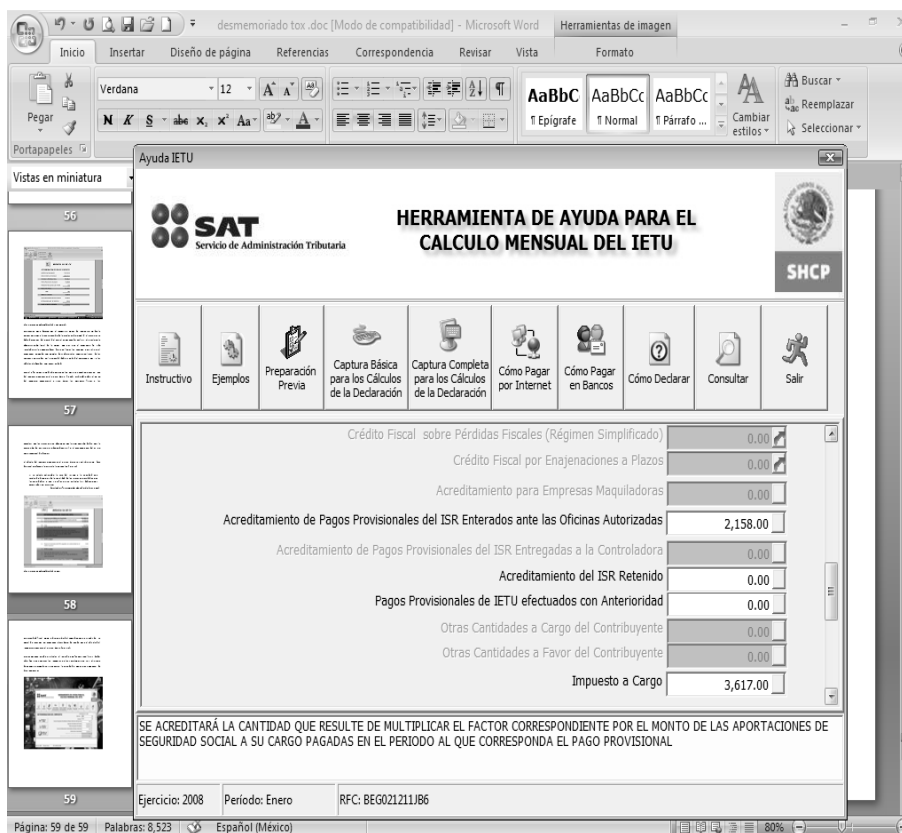 desmemoriado tox .doc [Modo de compatibilidad] - Microsoft Word
Herramientas de imagen
Inicio Insertar Diseño de página Referencias Correspondencia Revisar Vista Formato
Pegar
Portapapeles
Verdana 12
N K S abe X₂ X² Aa
AaBbC AaBbCc AaBbCc
¶ Epígrafe ¶ Normal ¶ Párrafo ...
Cambiar estilos
Buscar
Reemplazar
Seleccionar
Vistas en miniatura
56
57
58
59
Ayuda IETU
SAT
Servicio de Administración Tributaria
HERRAMIENTA DE AYUDA PARA EL
CALCULO MENSUAL DEL IETU
SHCP
Instructivo
Ejemplos
Preparación
Previa
Captura Básica
para los Cálculos
de la Declaración
Captura Completa
para los Cálculos
de la Declaración
Cómo Pagar
por Internet
Cómo Pagar
en Bancos
Cómo Declarar
Consultar
Salir
Crédito Fiscal sobre Pérdidas Fiscales (Régimen Simplificado) 0.00
Crédito Fiscal por Enajenaciones a Plazos 0.00
Acreditamiento para Empresas Maquiladoras 0.00
Acreditamiento de Pagos Provisionales del ISR Enterados ante las Oficinas Autorizadas 2,158.00
Acreditamiento de Pagos Provisionales del ISR Entregadas a la Controladora 0.00
Acreditamiento del ISR Retenido 0.00
Pagos Provisionales de IETU efectuados con Anterioridad 0.00
Otras Cantidades a Cargo del Contribuyente 0.00
Otras Cantidades a Favor del Contribuyente 0.00
Impuesto a Cargo 3,617.00
SE ACREDITARÁ LA CANTIDAD QUE RESULTE DE MULTIPLICAR EL FACTOR CORRESPONDIENTE POR EL MONTO DE LAS APORTACIONES DE
SEGURIDAD SOCIAL A SU CARGO PAGADAS EN EL PERIODO AL QUE CORRESPONDA EL PAGO PROVISIONAL
Ejercicio: 2008 Período: Enero RFC: BEG021211JB6
Página: 59 de 59 Palabras: 8,523 Español (México) 80%